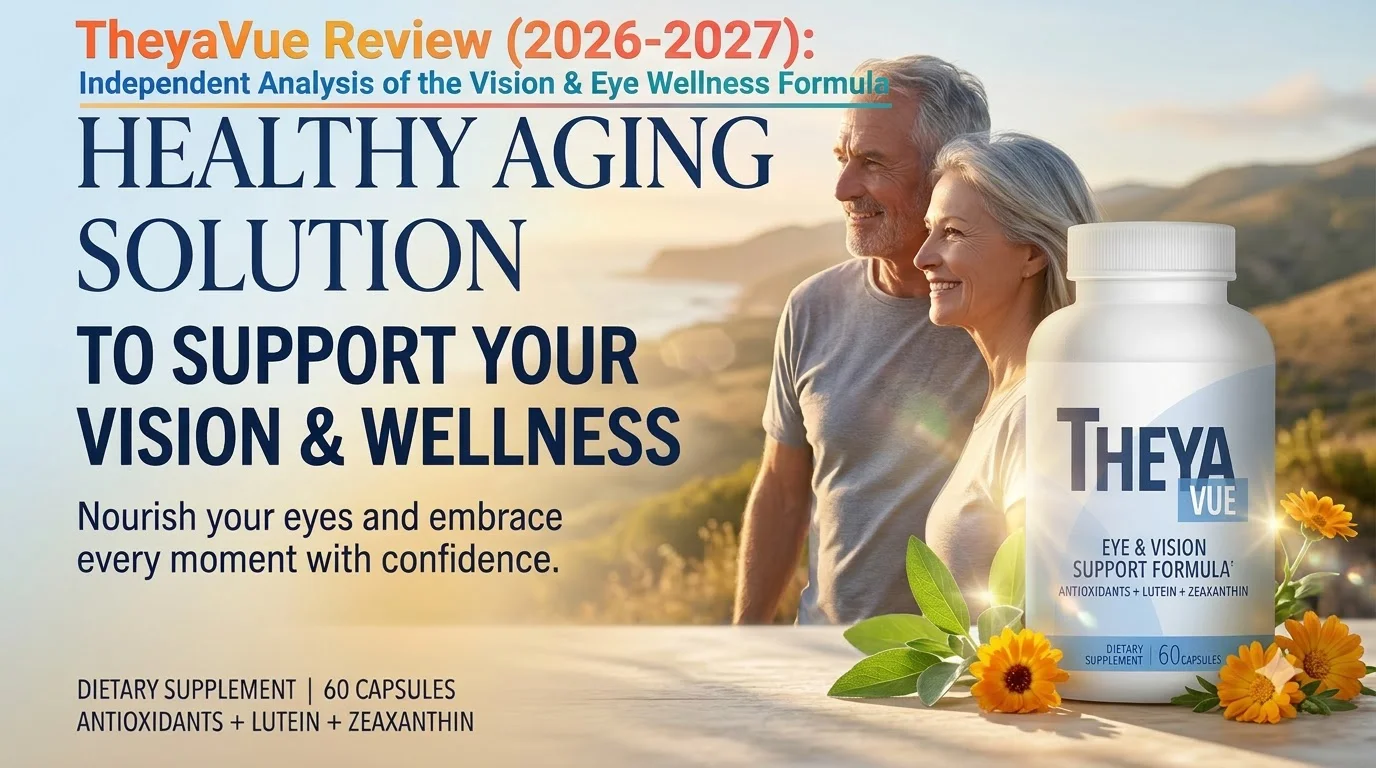 TheyaVue Review (2026-2027):
Independent Analysis of the Vision & Eye Wellness Formula
HEALTHY AGING
SOLUTION
TO SUPPORT YOUR
VISION & WELLNESS
Nourish your eyes and embrace
every moment with confidence.
DIETARY SUPPLEMENT | 60 CAPSULES
ANTIOXIDANTS + LUTEIN + ZEAXANTHIN
THEYA
VUE
EYE & VISION
SUPPORT FORMULA
ANTIOXIDANTS + LUTEIN + ZEAXANTHIN
DIETARY
SUPPLEMENT | 60 CAPSULES